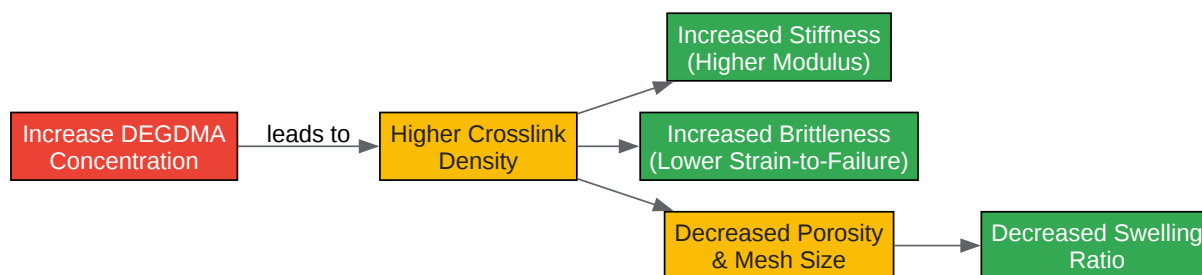 Increase DEGDMA
Concentration
leads to
Higher Crosslink
Density
Increased Stiffness
(Higher Modulus)
Increased Brittleness
(Lower Strain-to-Failure)
Decreased Porosity
& Mesh Size
Decreased Swelling
Ratio